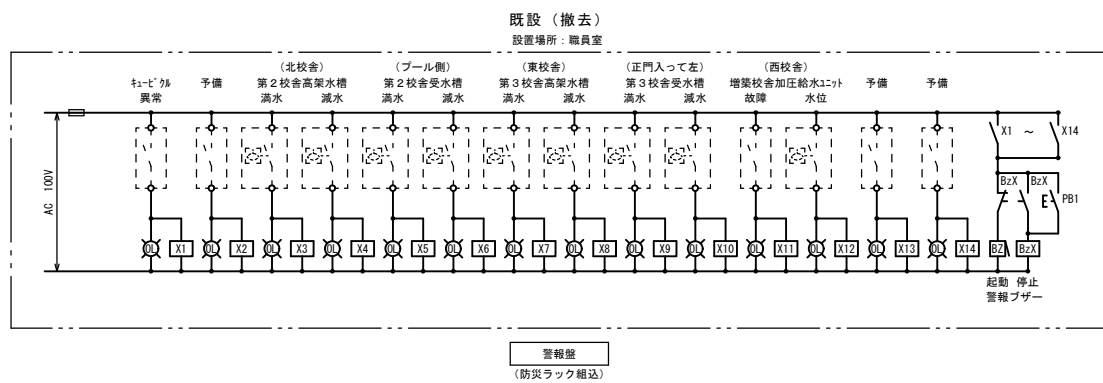 既設（撤去）
設置場所：職員室
（北校舎）
（プール側）
（東校舎）
（正門入って左）
（西校舎）
ｷｭｰﾋﾞｸﾙ
予備
第２校舎高架水槽
第２校舎受水槽
第３校舎高架水槽
第３校舎受水槽
増築校舎加圧給水ﾕﾆｯﾄ
予備
予備
異常
満水
減水
満水
減水
満水
減水
満水
減水
故障
水位
X1 ～ X14
AC 100V
BzX
BzX
PB1
OL
X1
OL
X2
OL
X3
OL
X4
OL
X5
OL
X6
OL
X7
OL
X8
OL
X9
OL
X10
OL
X11
OL
X12
OL
X13
OL
X14
BZ
BzX
起動 停止
警報ブザー
警報盤
（防災ラック組込）